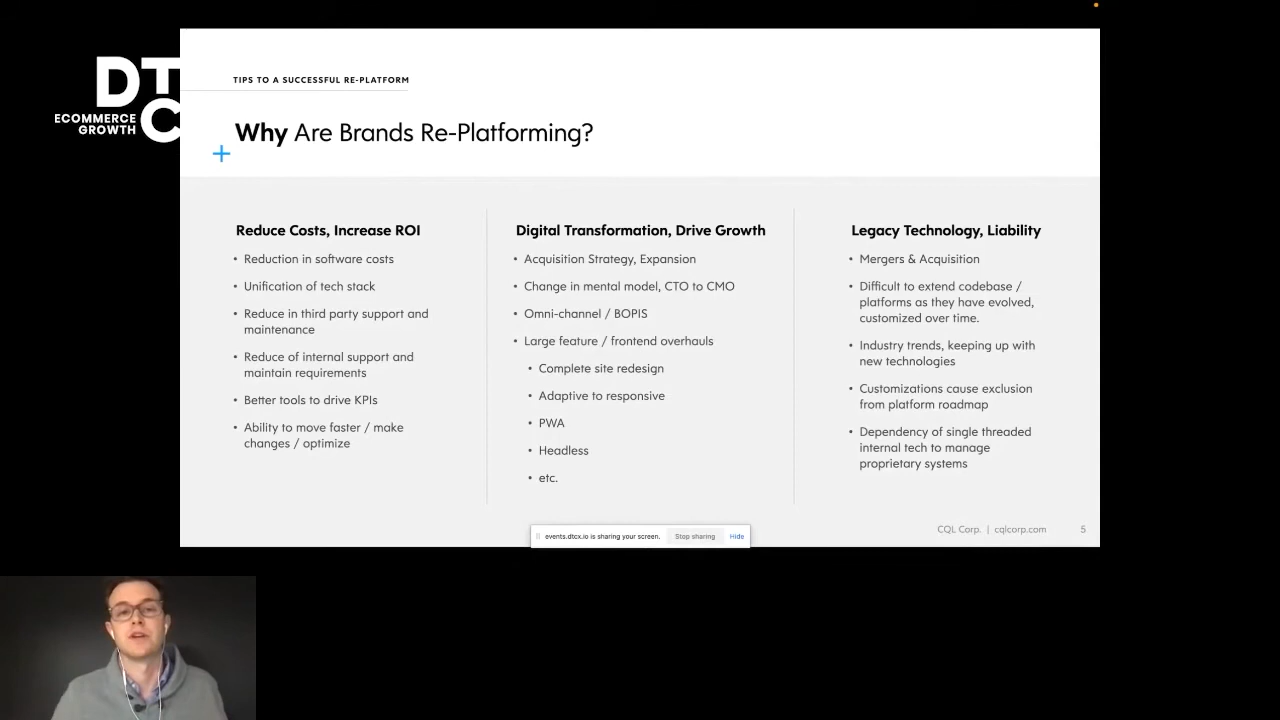 DTC
ECOMMERCE
GROWTH
TIPS TO A SUCCESSFUL RE-PLATFORM
Why Are Brands Re-Platforming?
Reduce Costs, Increase ROI
• Reduction in software costs
• Unification of tech stack
• Reduce in third party support and
maintenance
• Reduce of internal support and
maintain requirements
• Better tools to drive KPIs
• Ability to move faster / make
changes / optimize
Digital Transformation, Drive Growth
• Acquisition Strategy, Expansion
• Change in mental model, CTO to CMO
• Omni-channel / BOPIS
• Large feature / frontend overhauls
• Complete site redesign
• Adaptive to responsive
• PWA
• Headless
• etc.
Legacy Technology, Liability
• Mergers & Acquisition
• Difficult to extend codebase /
platforms as they have evolved,
customized over time.
• Industry trends, keeping up with
new technologies
• Customizations cause exclusion
from platform roadmap
• Dependency of single threaded
internal tech to manage
proprietary systems
CQL Corp. | cqlcorp.com 5
events.dtcx.io is sharing your screen. Stop sharing Hide